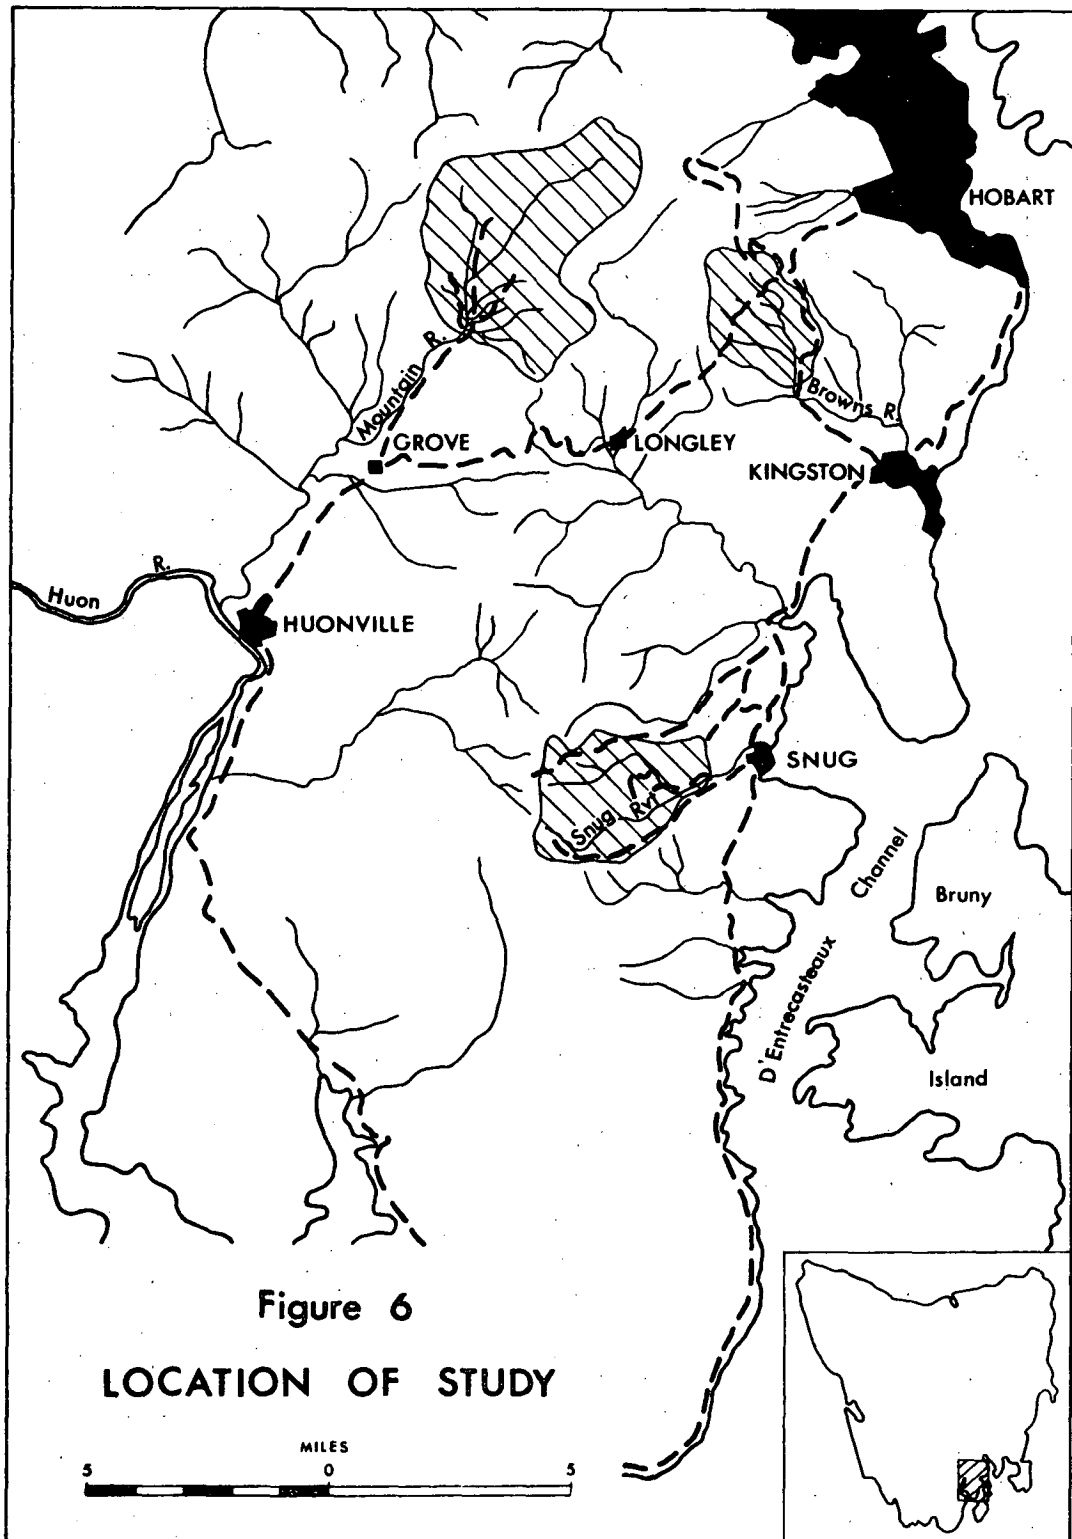 HOBART
Mountain R.
GROVE
LONGLEY
Browns R.
KINGSTON
Huon R.
HUONVILLE
SNUG
Snug Rvt
D'Entrecasteaux Channel
Bruny
Island
Figure 6
LOCATION OF STUDY
MILES
5 0 5